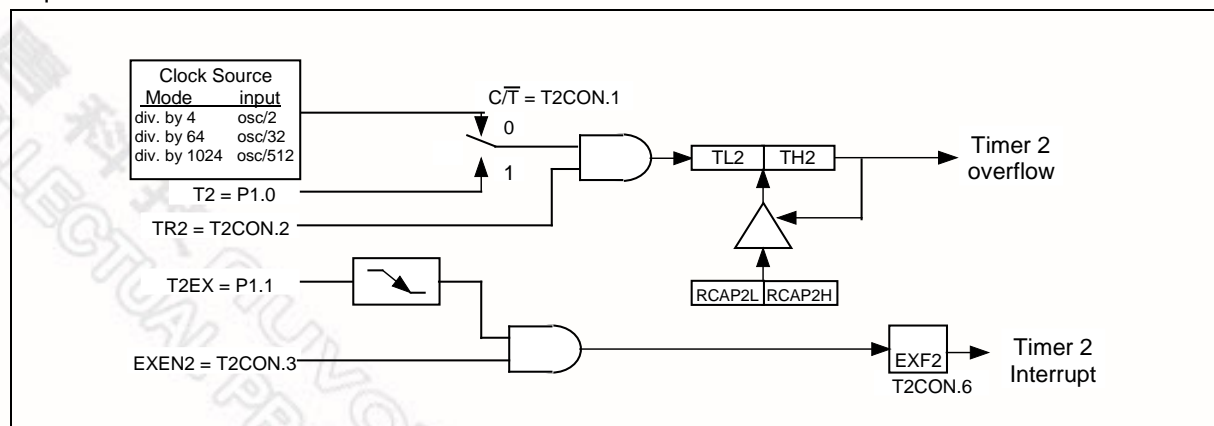 Clock Source
Mode input
div. by 4 osc/2
div. by 64 osc/32
div. by 1024 osc/512
C/T̅ = T2CON.1
0
1
T2 = P1.0
TR2 = T2CON.2
TL2 TH2
Timer 2
overflow
RCAP2L RCAP2H
T2EX = P1.1
EXEN2 = T2CON.3
EXF2
T2CON.6
Timer 2
Interrupt